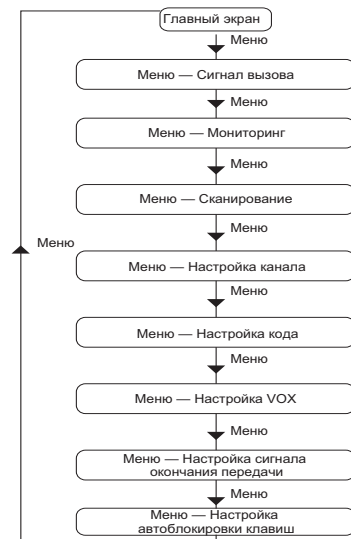 Главный экран
Меню
Меню — Сигнал вызова
Меню
Меню — Мониторинг
Меню
Меню — Сканирование
Меню
Меню
Меню — Настройка канала
Меню
Меню — Настройка кода
Меню
Меню — Настройка VOX
Меню
Меню — Настройка сигнала
окончания передачи
Меню
Меню — Настройка
автоблокировки клавиш